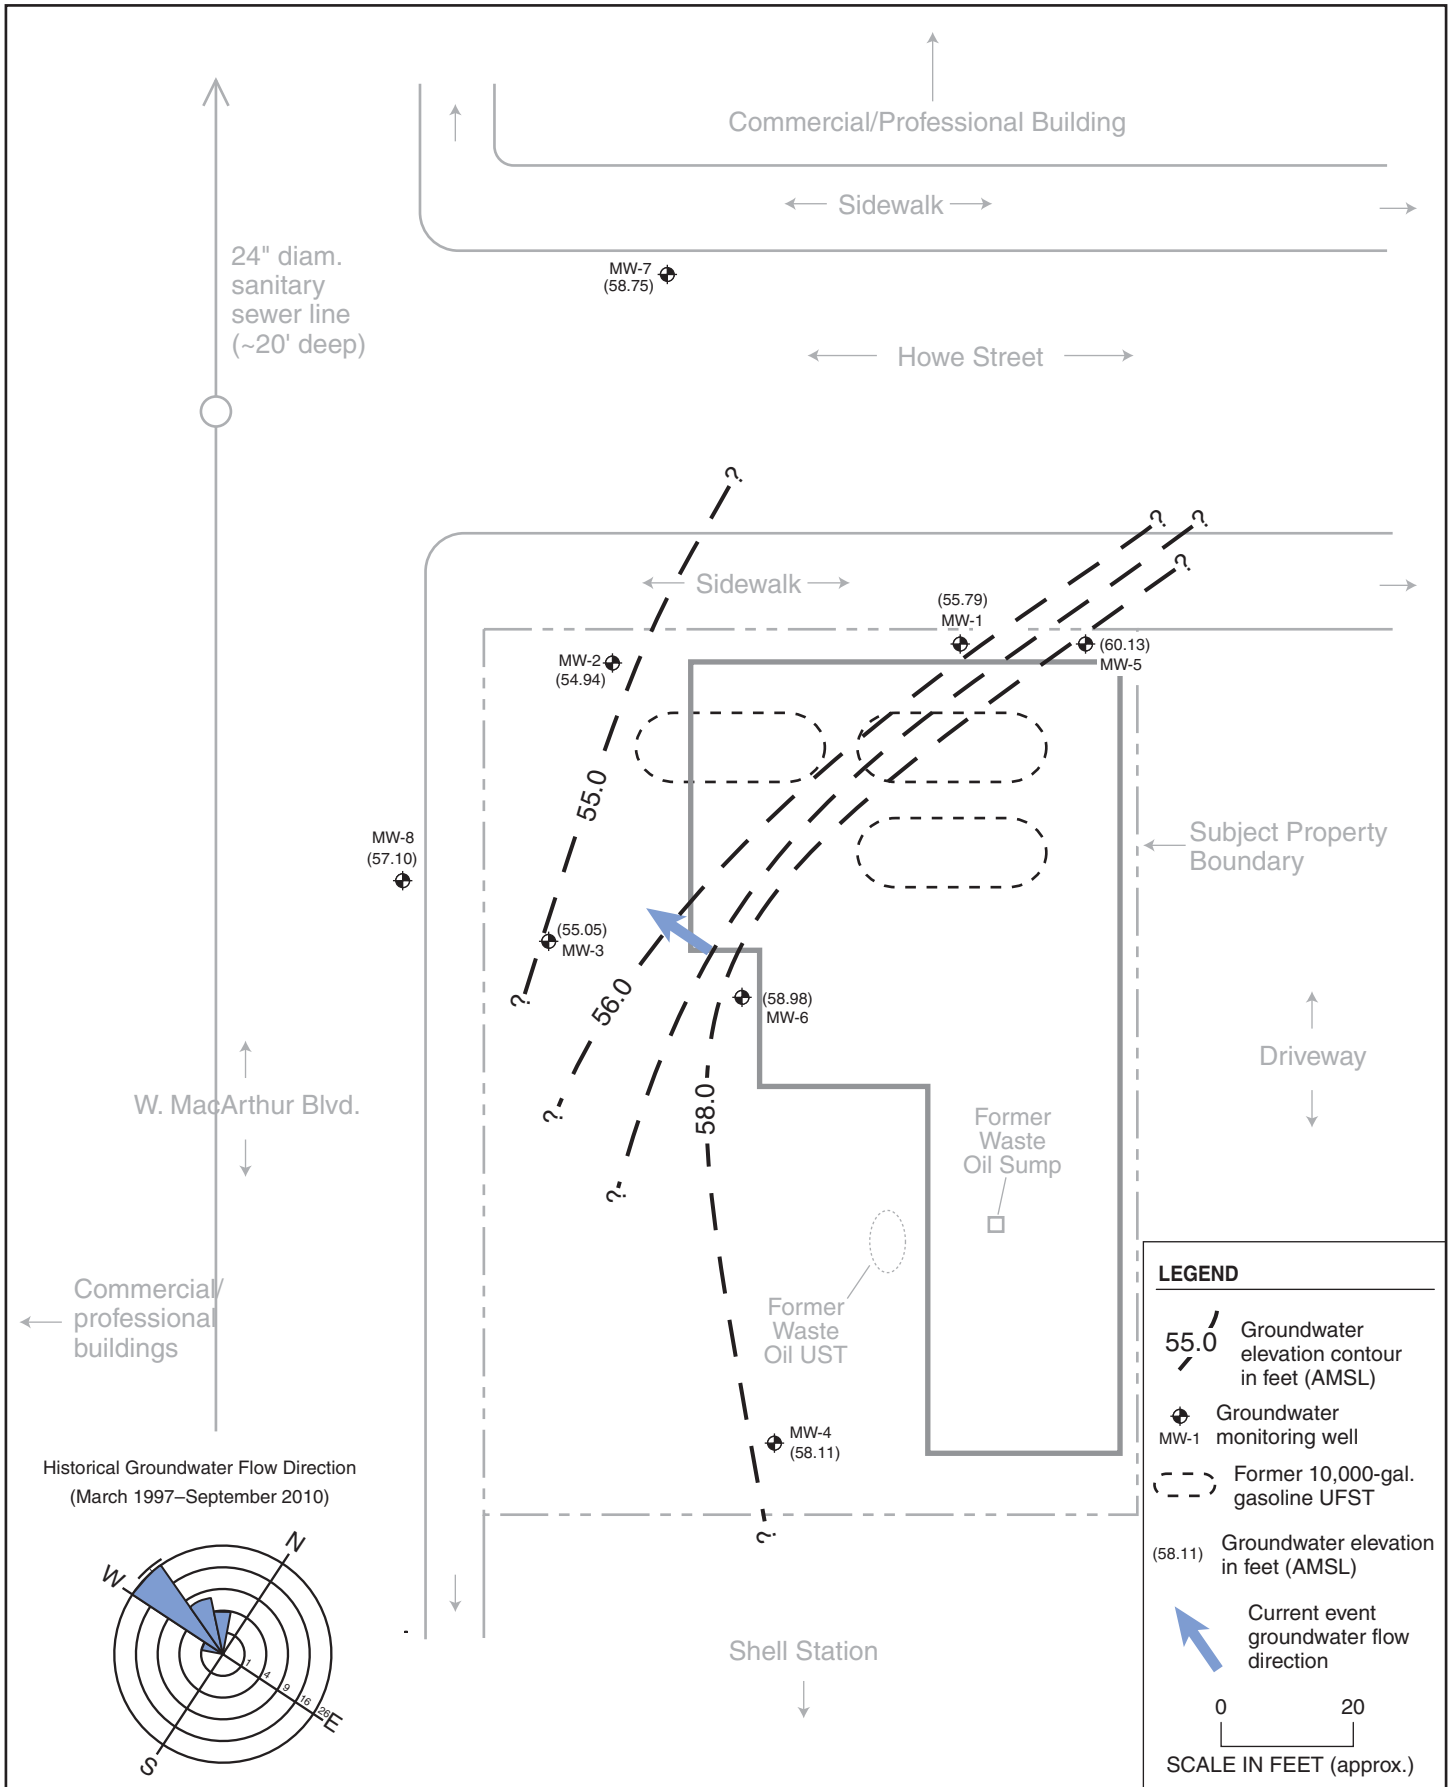 Commercial/Professional Building
Sidewalk
24" diam.
sanitary
sewer line
(~20' deep)
MW-7
(58.75)
Howe Street
?
? ?
?
Sidewalk
(55.79)
MW-1
(60.13)
MW-5
MW-2
(54.94)
55.0
MW-8
(57.10)
Subject Property
Boundary
(55.05)
MW-3
?
56.0
(58.98)
MW-6
Driveway
W. MacArthur Blvd.
?
58.0
Former
Waste
Oil Sump
?
Commercial/
professional
buildings
Former
Waste
Oil UST
MW-4
(58.11)
?
Shell Station
Historical Groundwater Flow Direction
(March 1997–September 2010)
N
W
1 4 9 16 26
E
S
LEGEND
55.0
Groundwater
elevation contour
in feet (AMSL)
MW-1
Groundwater
monitoring well
Former 10,000-gal.
gasoline UFST
(58.11)
Groundwater elevation
in feet (AMSL)
Current event
groundwater flow
direction
0 20
SCALE IN FEET (approx.)